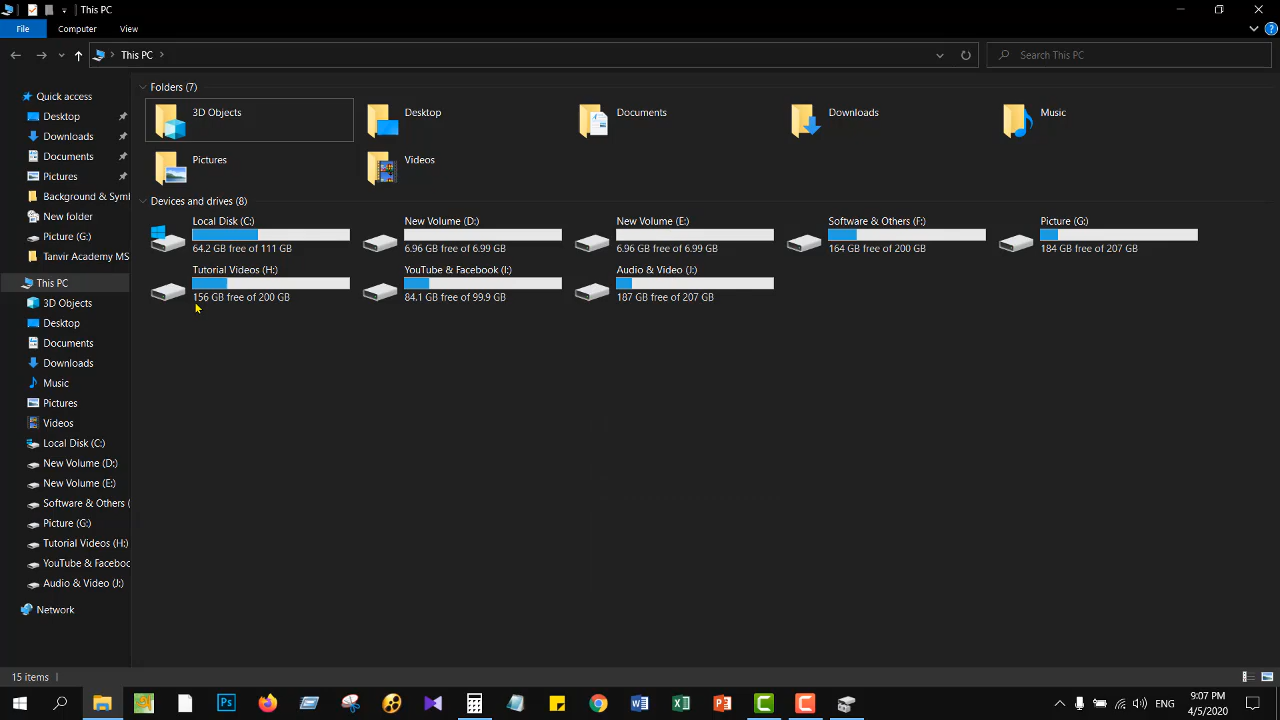 This PC
File Computer View
This PC
Search This PC
Quick access
Desktop
Downloads
Documents
Pictures
Background & Syml
New folder
Picture (G:)
Tanvir Academy MS
This PC
3D Objects
Desktop
Documents
Downloads
Music
Pictures
Videos
Local Disk (C:)
New Volume (D:)
New Volume (E:)
Software & Others (
Picture (G:)
Tutorial Videos (H:)
YouTube & Faceboo
Audio & Video (J:)
Network
Folders (7)
3D Objects
Desktop
Documents
Downloads
Music
Pictures
Videos
Devices and drives (8)
Local Disk (C:)
64.2 GB free of 111 GB
New Volume (D:)
6.96 GB free of 6.99 GB
New Volume (E:)
6.96 GB free of 6.99 GB
Software & Others (F:)
164 GB free of 200 GB
Picture (G:)
184 GB free of 207 GB
Tutorial Videos (H:)
156 GB free of 200 GB
YouTube & Facebook (I:)
84.1 GB free of 99.9 GB
Audio & Video (J:)
187 GB free of 207 GB
15 items
Ps
ENG
9:07 PM
4/5/2020